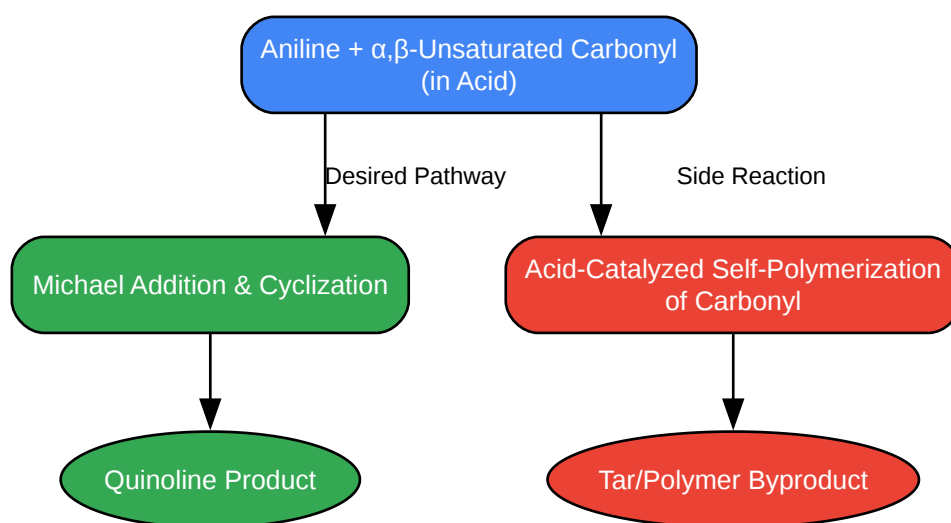 Aniline + α,β-Unsaturated Carbonyl
(in Acid)
Desired Pathway
Side Reaction
Michael Addition & Cyclization
Acid-Catalyzed Self-Polymerization
of Carbonyl
Quinoline Product
Tar/Polymer Byproduct